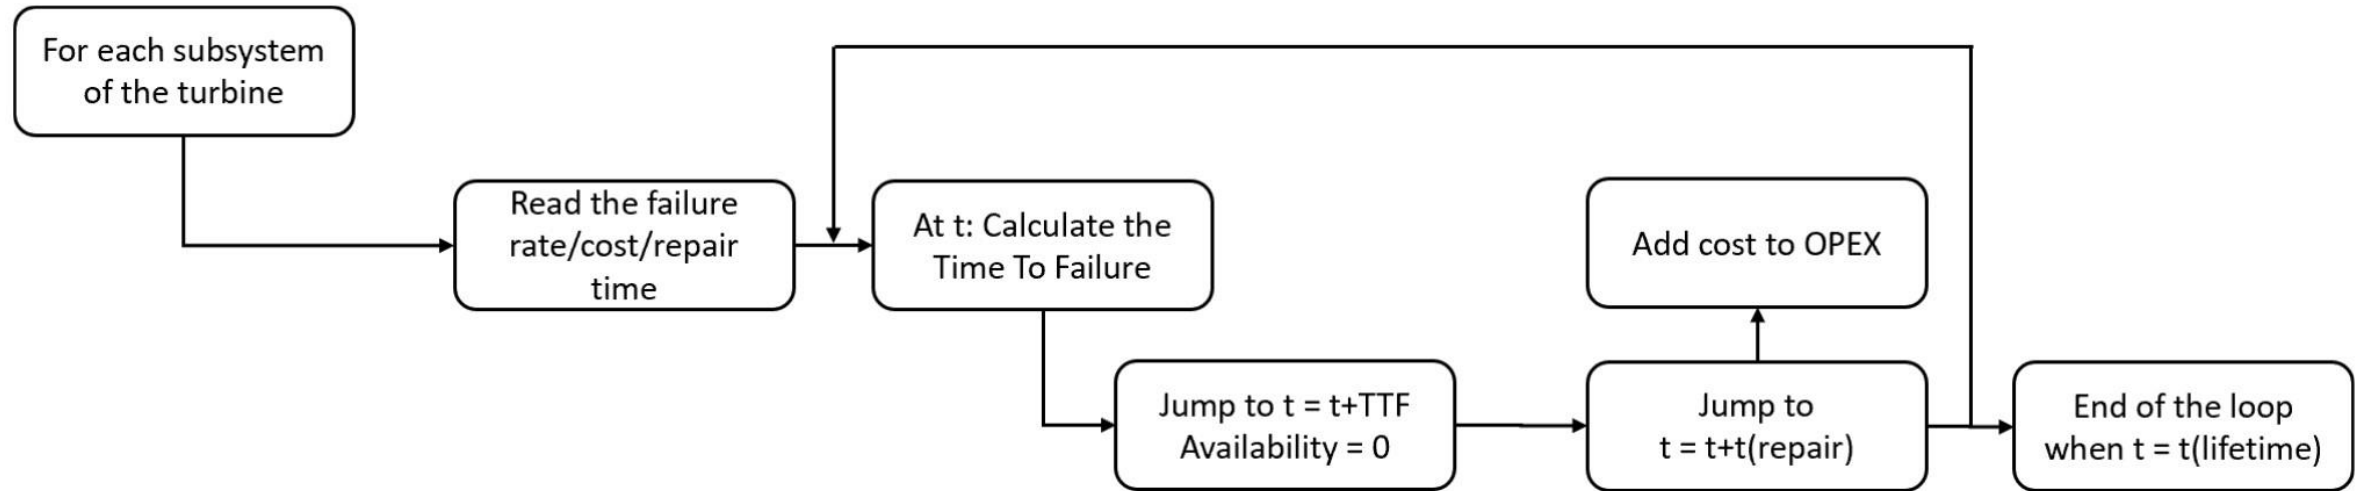 For each subsystem
of the turbine
Read the failure
rate/cost/repair
time
At t: Calculate the
Time To Failure
Jump to t = t+TTF
Availability = 0
Add cost to OPEX
Jump to
t = t+t(repair)
End of the loop
when t = t(lifetime)